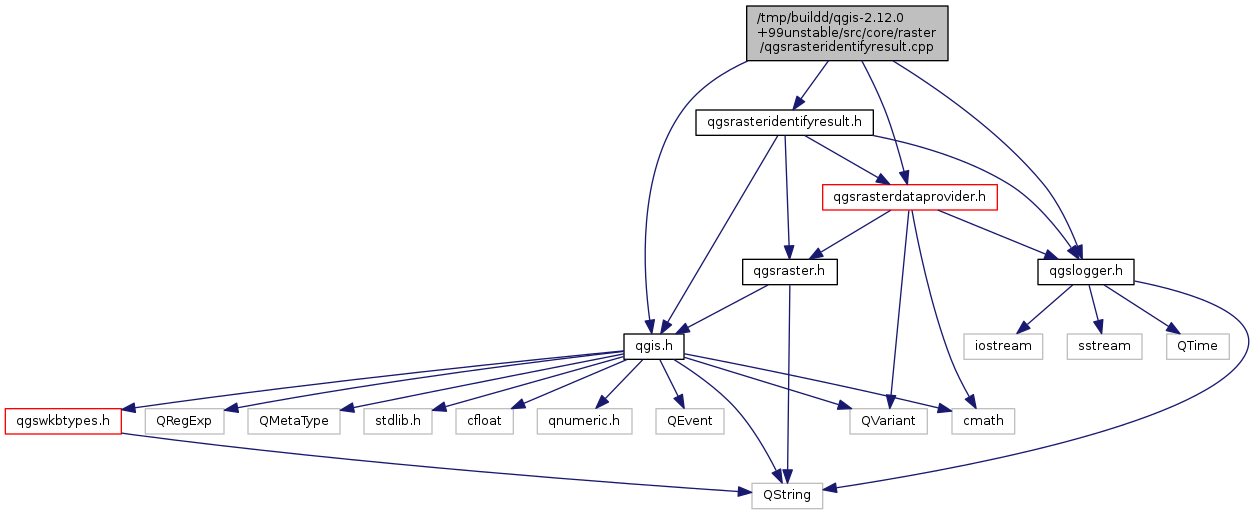 /tmp/buildd/qgis-2.12.0
+99unstable/src/core/raster
/qgsrasteridentifyresult.cpp
qgsrasteridentifyresult.h
qgsrasterdataprovider.h
qgsraster.h
qgslogger.h
qgis.h
iostream
sstream
QTime
qgswkbtypes.h
QRegExp
QMetaType
stdlib.h
cfloat
qnumeric.h
QEvent
QVariant
cmath
QString